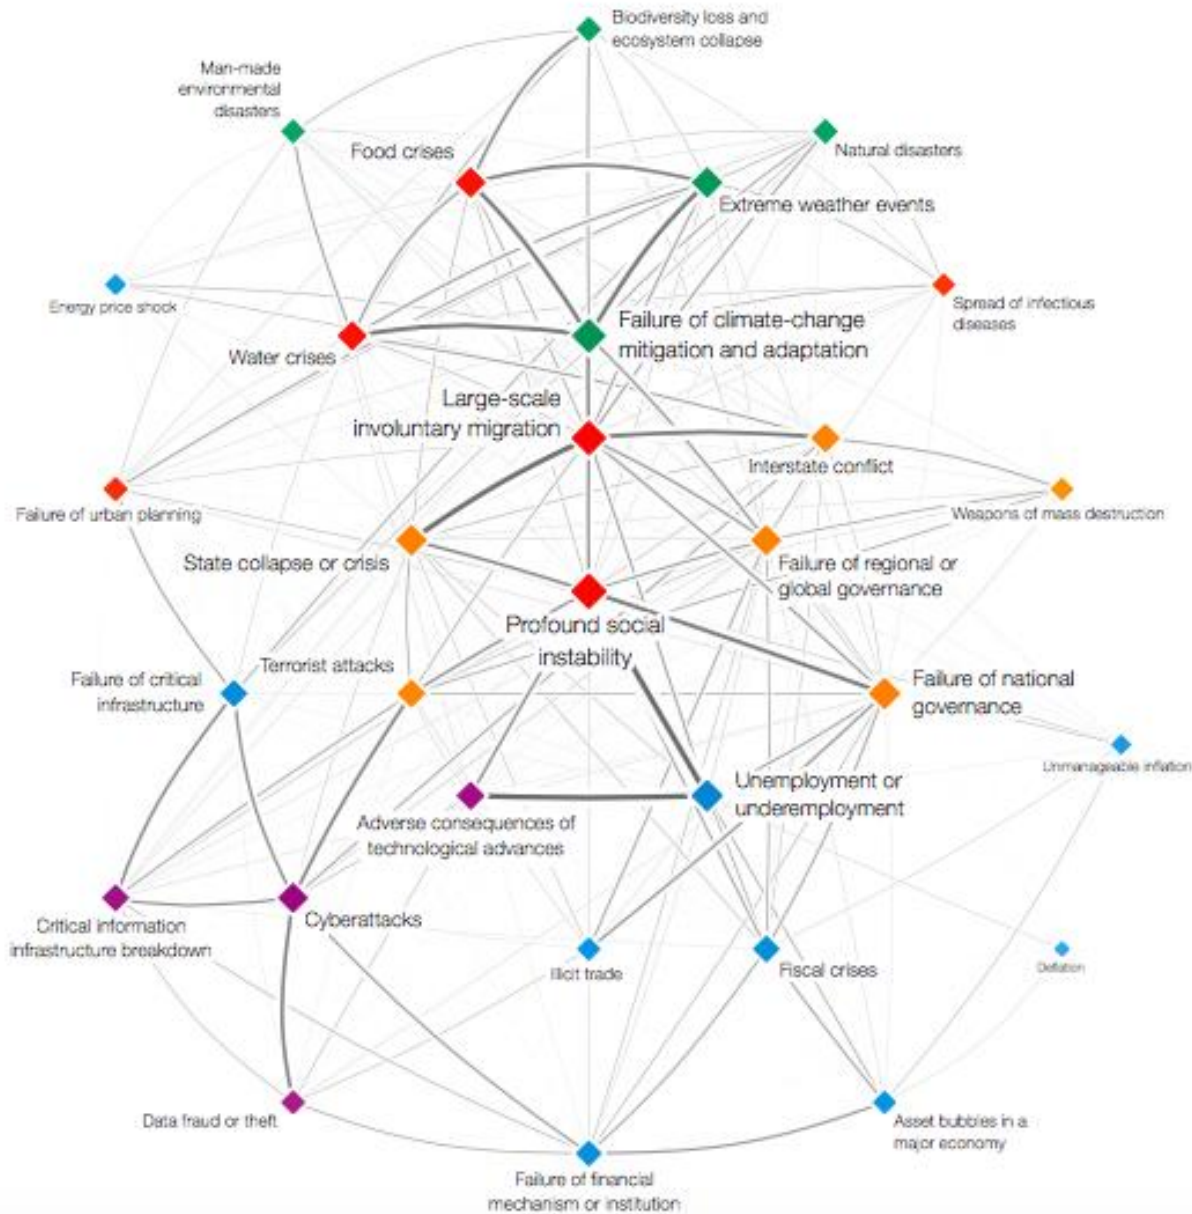 Biodiversity loss and
ecosystem collapse
Man-made
environmental
disasters
Food crises
Natural disasters
Extreme weather events
Energy price shock
Spread of infectious
diseases
Water crises
Failure of climate-change
mitigation and adaptation
Large-scale
involuntary migration
Interstate conflict
Failure of urban planning
Weapons of mass destruction
State collapse or crisis
Failure of regional or
global governance
Profound social
instability
Terrorist attacks
Failure of critical
infrastructure
Failure of national
governance
Unmanageable inflation
Unemployment or
underemployment
Adverse consequences of
technological advances
Critical information
infrastructure breakdown
Cyberattacks
Illicit trade
Fiscal crises
Deflation
Data fraud or theft
Asset bubbles in a
major economy
Failure of financial
mechanism or institution